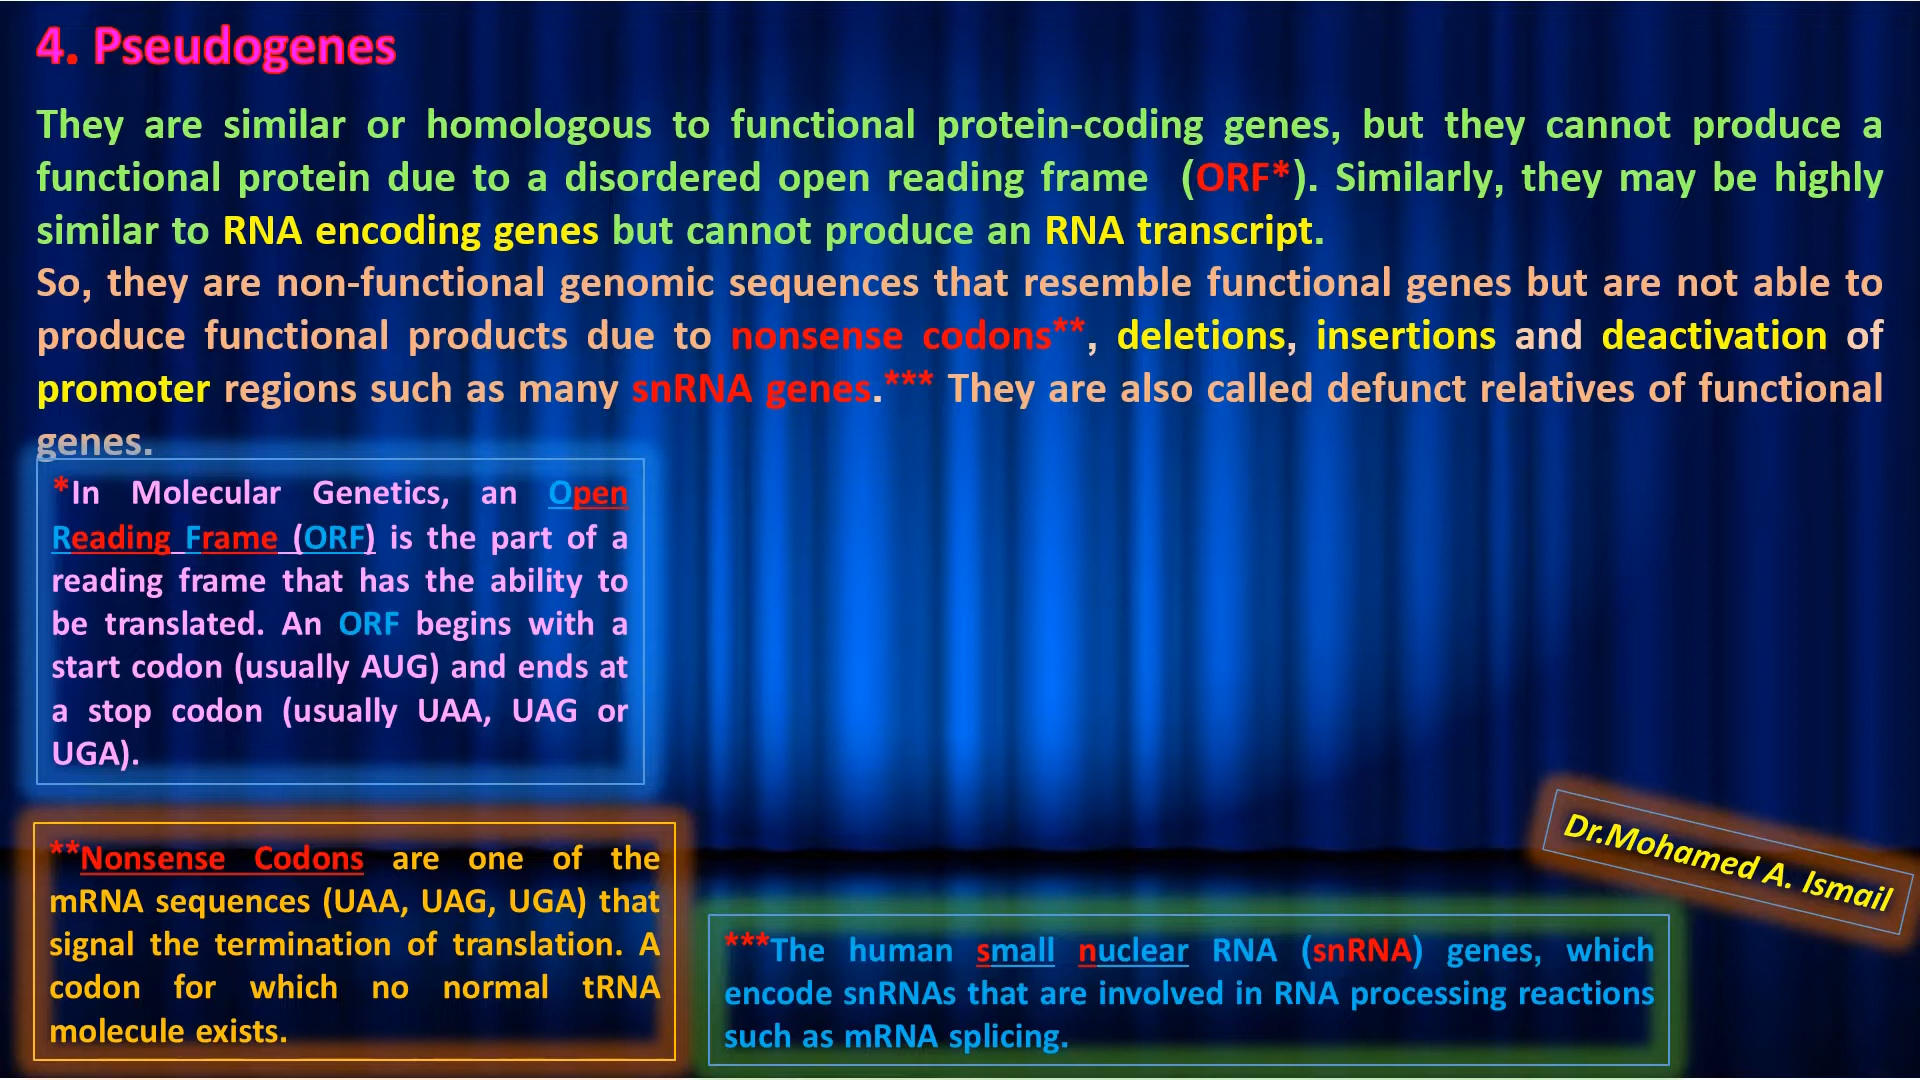 4. Pseudogenes
They are similar or homologous to functional protein-coding genes, but they cannot produce a
functional protein due to a disordered open reading frame (ORF*). Similarly, they may be highly
similar to RNA encoding genes but cannot produce an RNA transcript.
So, they are non-functional genomic sequences that resemble functional genes but are not able to
produce functional products due to nonsense codons**, deletions, insertions and deactivation of
promoter regions such as many snRNA genes.*** They are also called defunct relatives of functional
genes.
*In Molecular Genetics, an Open
Reading Frame (ORF) is the part of a
reading frame that has the ability to
be translated. An ORF begins with a
start codon (usually AUG) and ends at
a stop codon (usually UAA, UAG or
UGA).
**Nonsense Codons are one of the
mRNA sequences (UAA, UAG, UGA) that
signal the termination of translation. A
codon for which no normal tRNA
molecule exists.
***The human small nuclear RNA (snRNA) genes, which
encode snRNAs that are involved in RNA processing reactions
such as mRNA splicing.
Dr.Mohamed A. Ismail